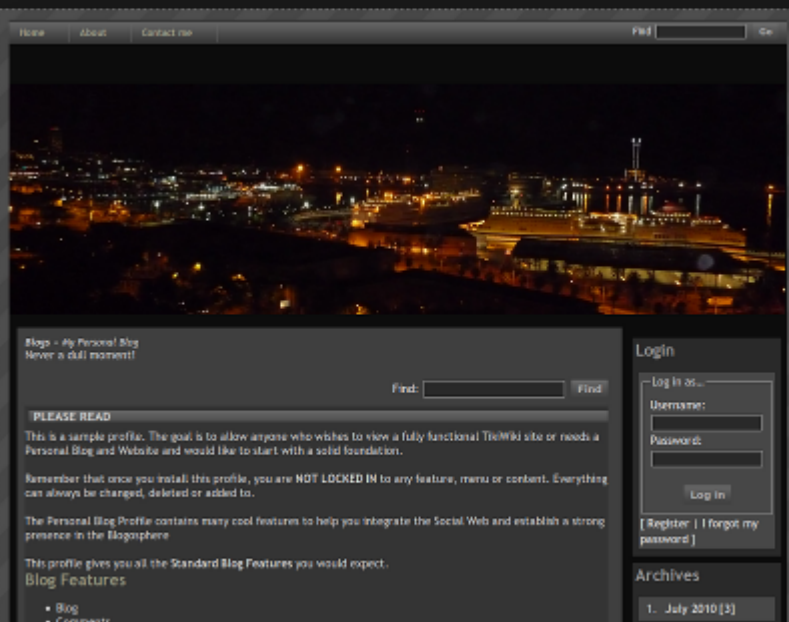 Home About Contact me Find Go
Blogs - My Personal Blog
Never a dull moment!
Find: Find
PLEASE READ
This is a sample profile. The goal is to allow anyone who wishes to view a fully functional TikiWiki site or needs a
Personal Blog and Website and would like to start with a solid foundation.
Remember that once you install this profile, you are NOT LOCKED IN to any feature, menu or content. Everything
can always be changed, deleted or added to.
The Personal Blog Profile contains many cool features to help you integrate the Social Web and establish a strong
presence in the Blogosphere
This profile gives you all the Standard Blog Features you would expect.
Blog Features
• Blog
• Comments
Login
Log in as...
Username:
Password:
Log in
[ Register | I forgot my
password ]
Archives
1. July 2010 [3]